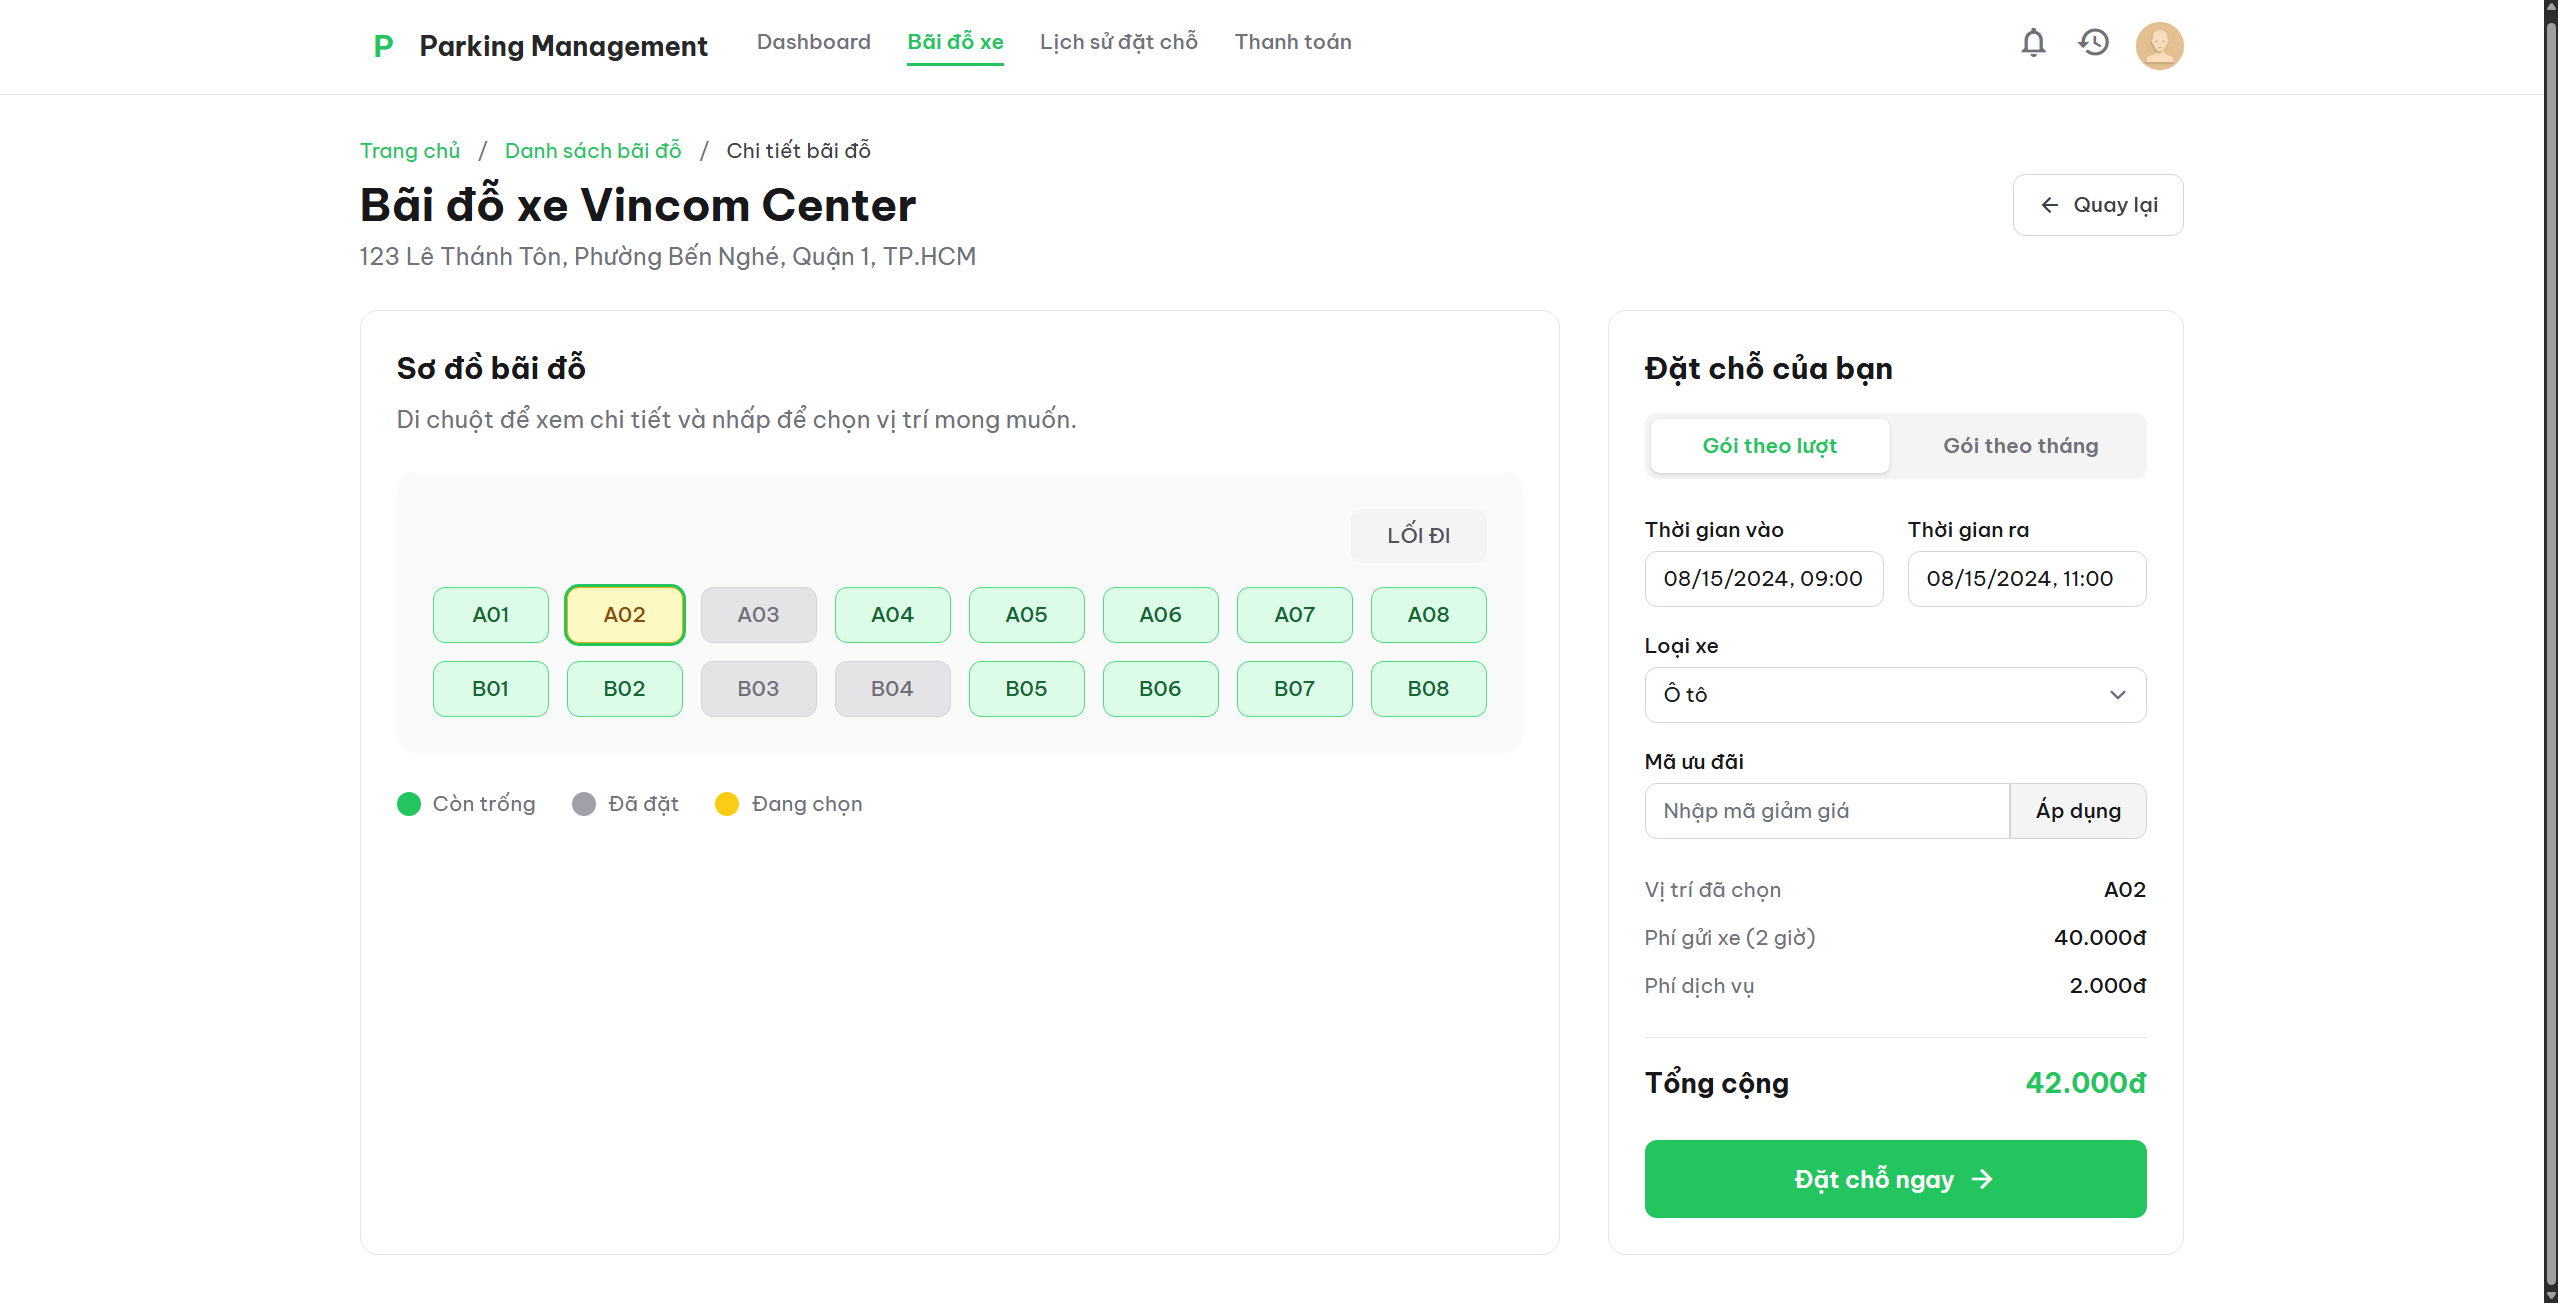 P Parking Management Dashboard Bãi đỗ xe Lịch sử đặt chỗ Thanh toán
Trang chủ / Danh sách bãi đỗ / Chi tiết bãi đỗ
Bãi đỗ xe Vincom Center
123 Lê Thánh Tôn, Phường Bến Nghé, Quận 1, TP.HCM
Quay lại
Sơ đồ bãi đỗ
Di chuột để xem chi tiết và nhấp để chọn vị trí mong muốn.
LỐI ĐI
A01 A02 A03 A04 A05 A06 A07 A08
B01 B02 B03 B04 B05 B06 B07 B08
Còn trống Đã đặt Đang chọn
Đặt chỗ của bạn
Gói theo lượt Gói theo tháng
Thời gian vào Thời gian ra
08/15/2024, 09:00 08/15/2024, 11:00
Loại xe
Ô tô
Mã ưu đãi
Nhập mã giảm giá Áp dụng
Vị trí đã chọn A02
Phí gửi xe (2 giờ) 40.000đ
Phí dịch vụ 2.000đ
Tổng cộng 42.000đ
Đặt chỗ ngay